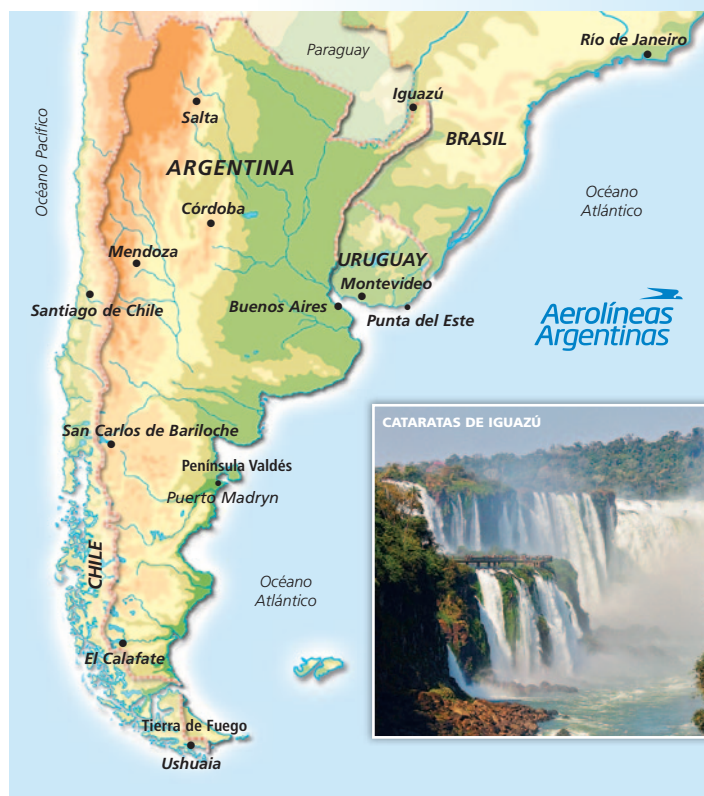 Río de Janeiro
Paraguay
Iguazú
Salta
Océano Pacífico
BRASIL
ARGENTINA
Océano
Atlántico
Córdoba
Mendoza
URUGUAY
Montevideo
Santiago de Chile
Buenos Aires
Punta del Este
Aerolíneas
Argentinas
CATARATAS DE IGUAZÚ
San Carlos de Bariloche
Península Valdés
Puerto Madryn
CHILE
Océano
Atlántico
El Calafate
Tierra de Fuego
Ushuaia